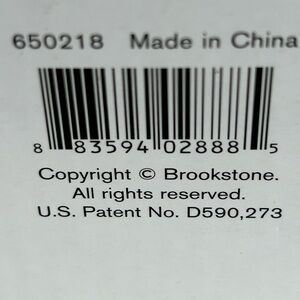 650218 Made in China
8 83594 02888 5
Copyright © Brookstone.
All rights reserved.
U.S. Patent No. D590,273